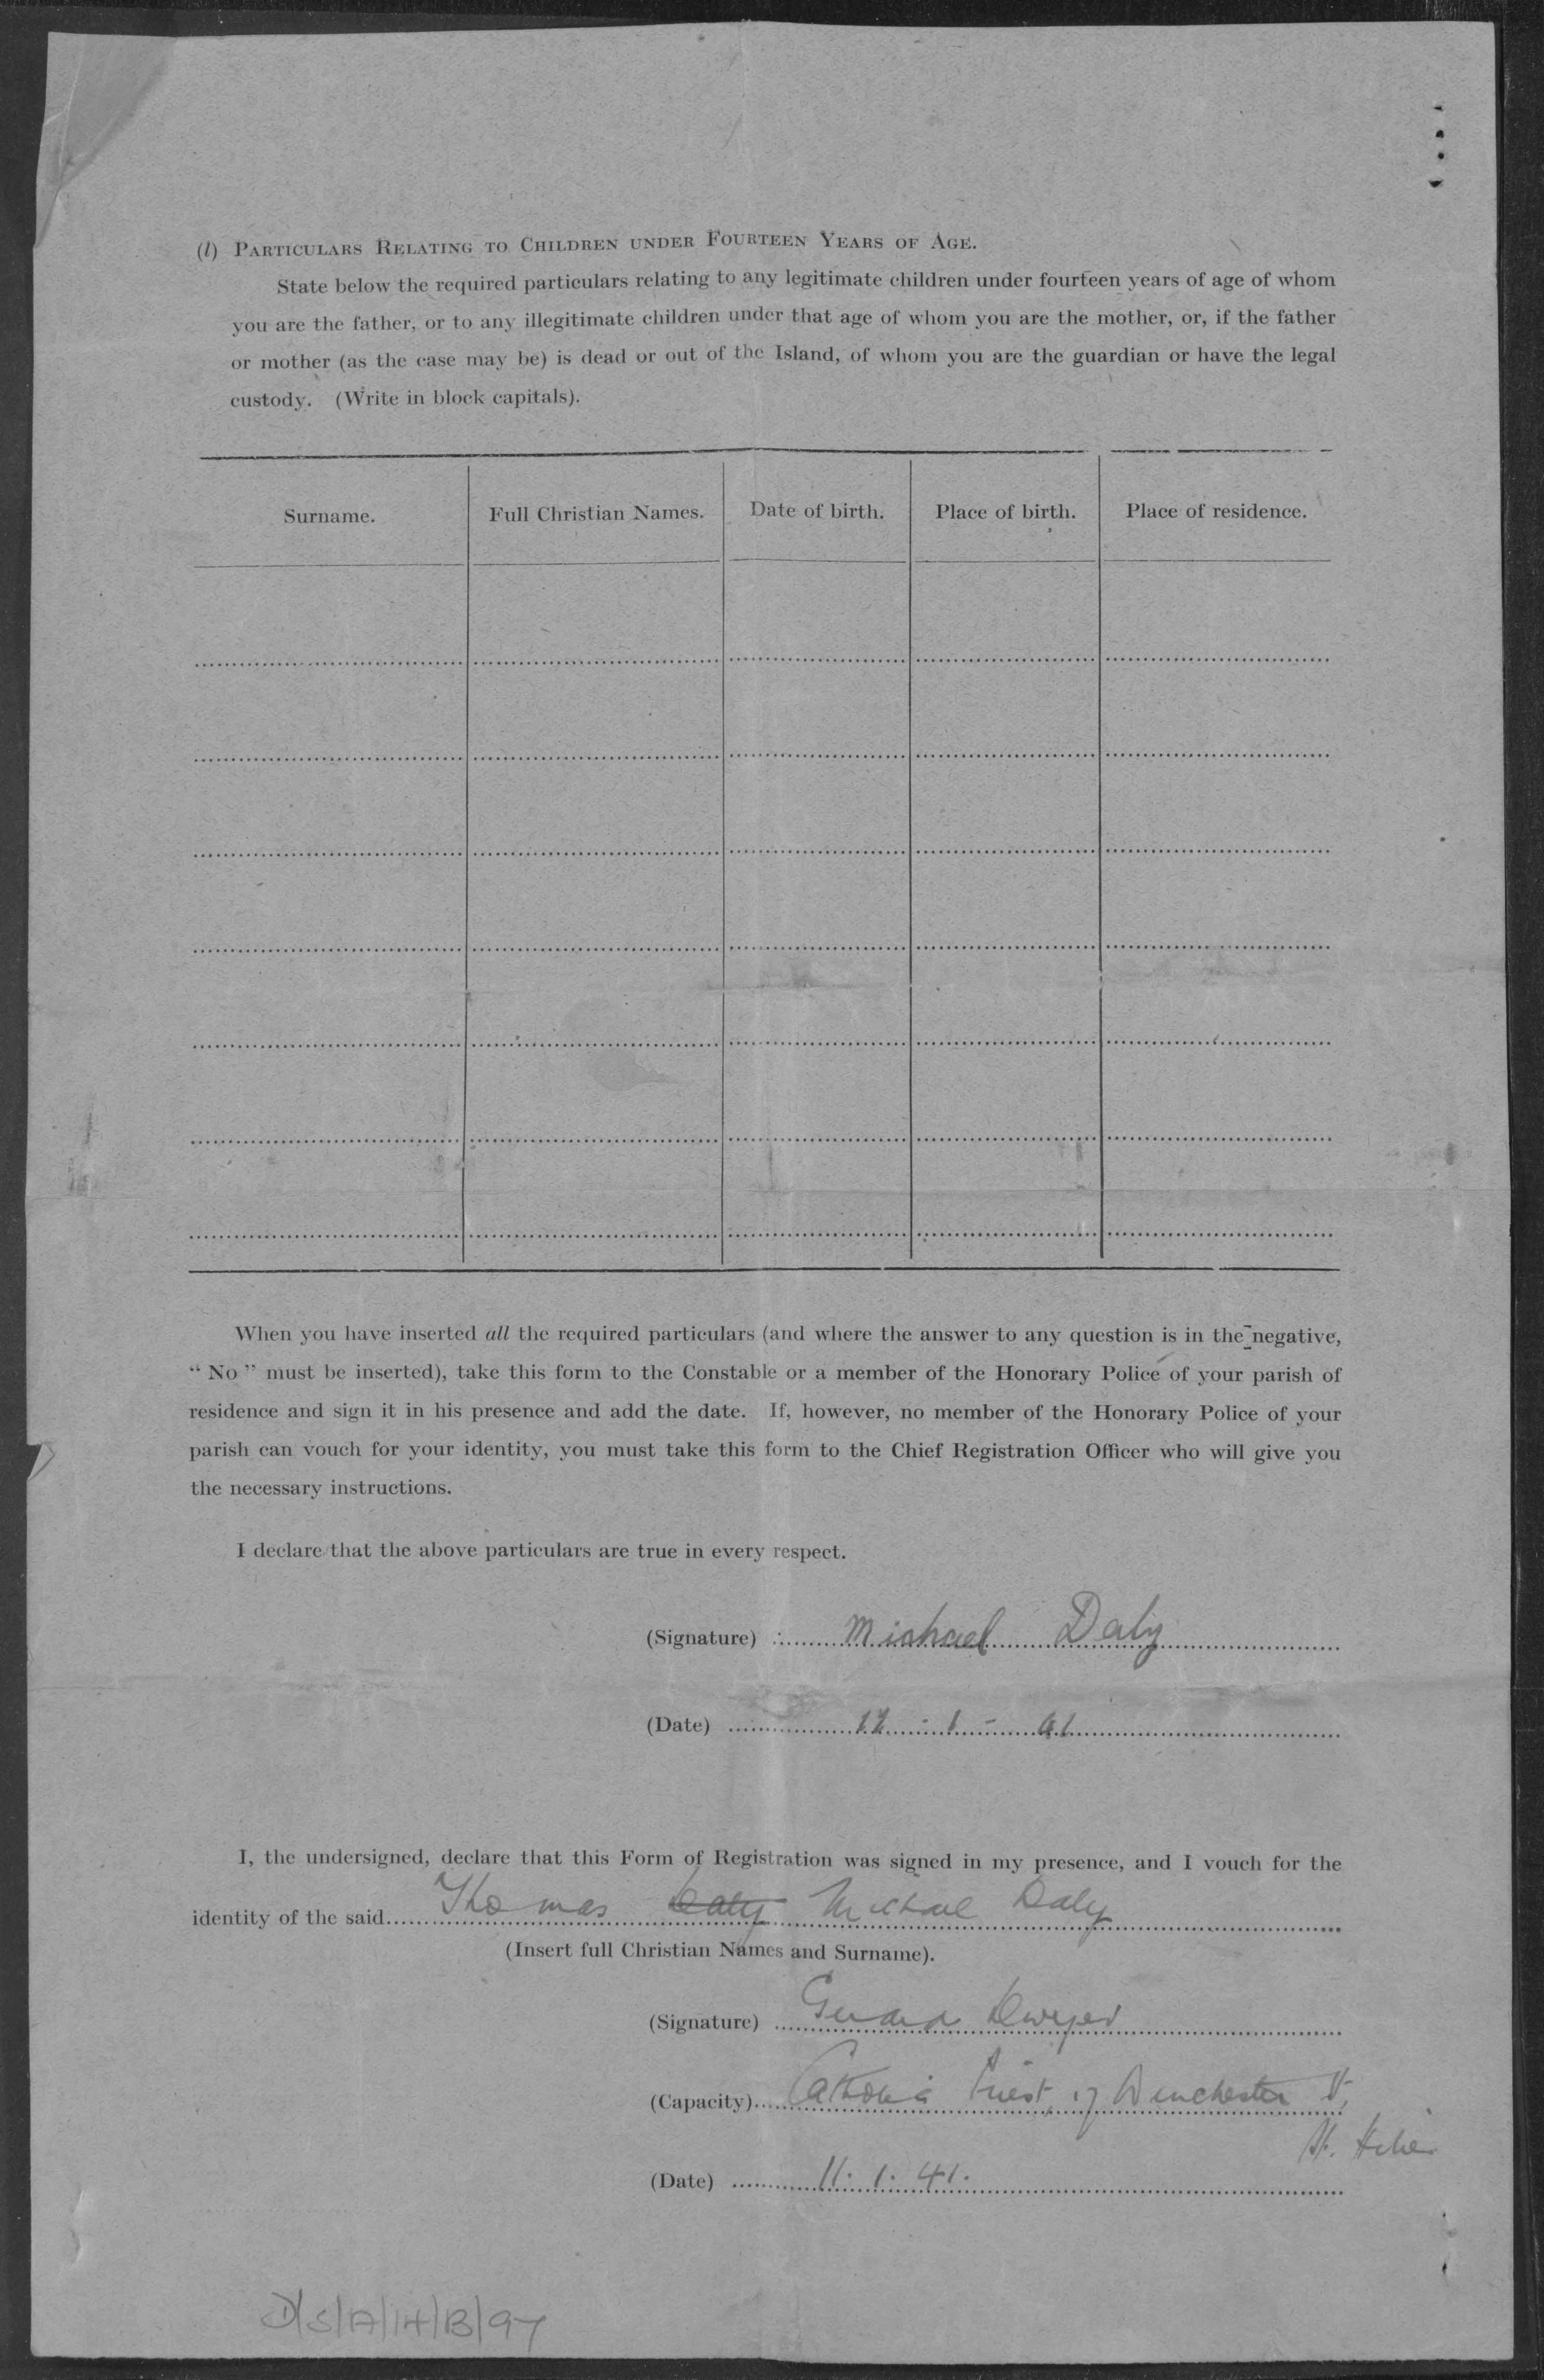 (l) PARTICULARS RELATING TO CHILDREN UNDER FOURTEEN YEARS OF AGE.
State below the required particulars relating to any legitimate children under fourteen years of age of whom
you are the father, or to any illegitimate children under that age of whom you are the mother, or, if the father
or mother (as the case may be) is dead or out of the Island, of whom you are the guardian or have the legal
custody. (Write in block capitals).
Surname. Full Christian Names. Date of birth. Place of birth. Place of residence.
When you have inserted all the required particulars (and where the answer to any question is in the negative,
“ No ” must be inserted), take this form to the Constable or a member of the Honorary Police of your parish of
residence and sign it in his presence and add the date. If, however, no member of the Honorary Police of your
parish can vouch for your identity, you must take this form to the Chief Registration Officer who will give you
the necessary instructions.
I declare that the above particulars are true in every respect.
(Signature) Michael Daly
(Date) - 1 - 41
I, the undersigned, declare that this Form of Registration was signed in my presence, and I vouch for the
identity of the said Thomas Daly Michael Daly
(Insert full Christian Names and Surname).
(Signature) Gerard Dwyer
(Capacity) Catholic Priest, 17 Winchester St,
St. Helier
(Date) 11. 1. 41.
D/S/A/14/B/97